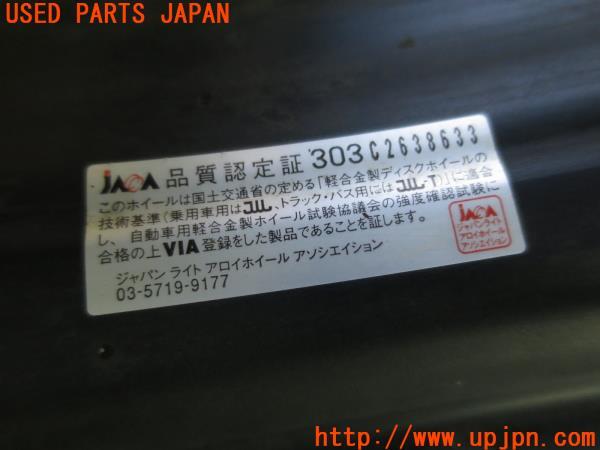 USED PARTS JAPAN
JAWA 品質認定証 303 C2638633
このホイールは国土交通省の定める「軽合金製ディスクホイールの
技術基準(乗用車用はJWL、トラック・バス用にはJWL-T)」に適合
し、自動車用軽合金製ホイール試験協議会の強度確認試験に
合格の上VIA登録をした製品であることを証します。
ジャパン ライト アロイホイール アソシエイション
03-5719-9177
JAWA
ジャパンライト
アロイホイール
アソシエイション
UPJ
http://www.upjpn.com/